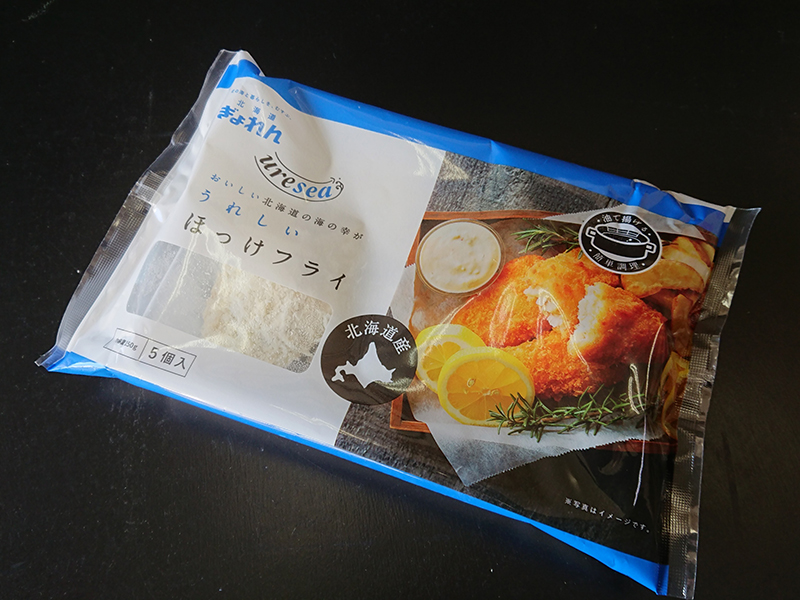 北海道
ぎょれん
uresea
おいしい北海道の海の幸が
うれしい
ほっけフライ
5個入
北海道産
油で揚げる
簡単調理
※写真はイメージです。